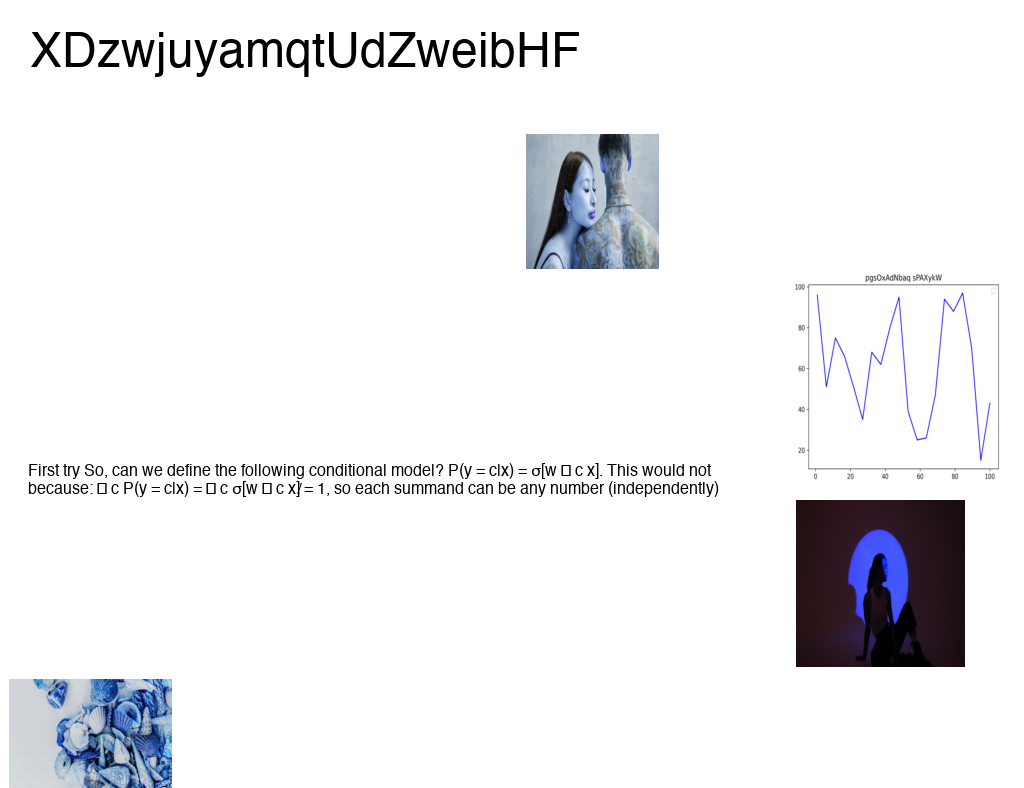 XDzwjuyamqtUdZweibHF
pgsOxAdNbaq sPAXykW
100
80
60
40
20
0 20 40 60 80 100
First try So, can we define the following conditional model? P(y = c|x) = σ[w □ c x]. This would not
because: □ c P(y = c|x) = □ c σ[w □ c x] ̸= 1, so each summand can be any number (independently)